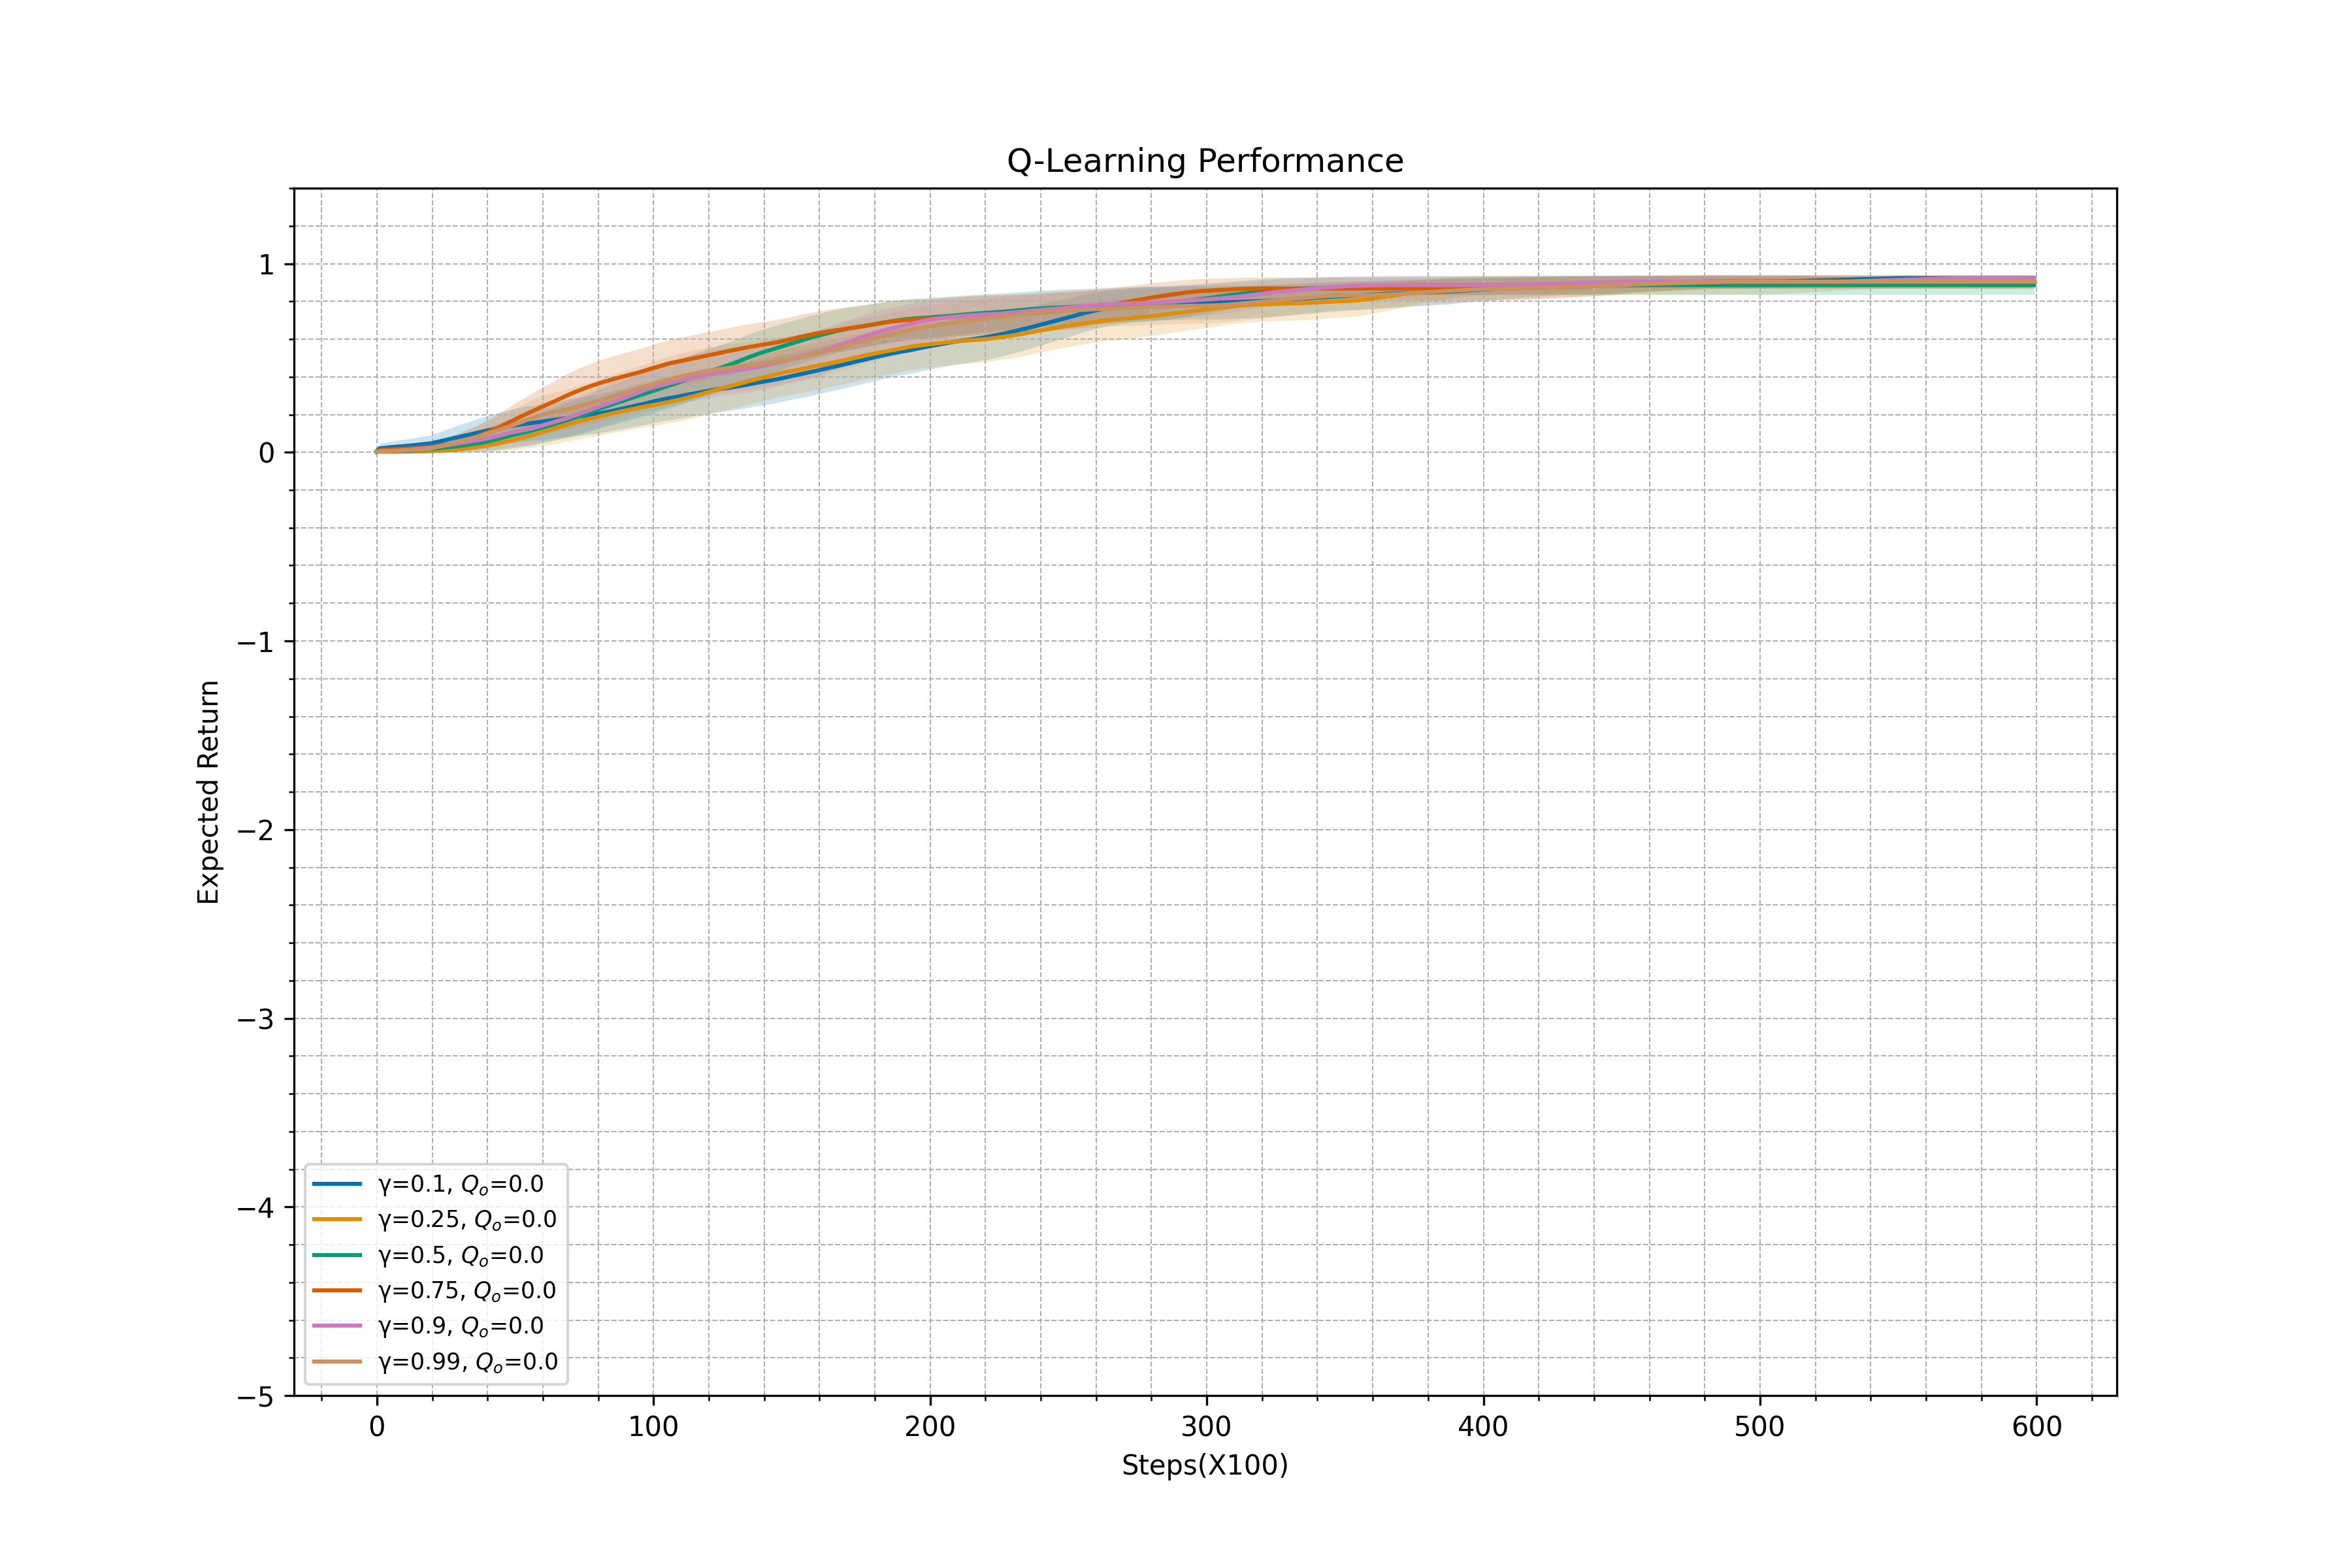 Q-Learning Performance
Expected Return
1
0
−1
−2
−3
−4
−5
γ=0.1, Qo=0.0
γ=0.25, Qo=0.0
γ=0.5, Qo=0.0
γ=0.75, Qo=0.0
γ=0.9, Qo=0.0
γ=0.99, Qo=0.0
0 100 200 300 400 500 600
Steps(X100)